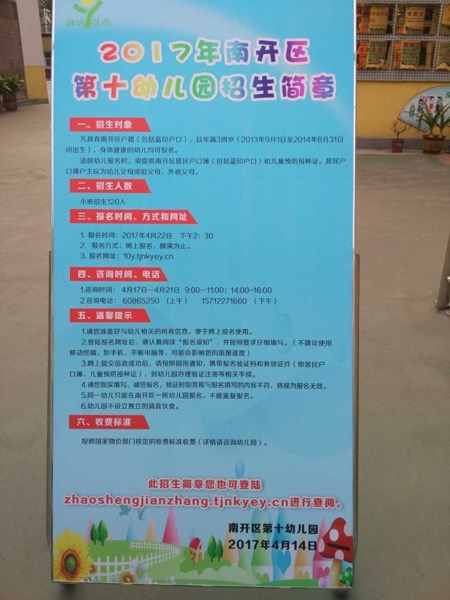 2017年南开区
第十幼儿园招生简章
一、招生对象
凡具有南开区户籍（包括蓝印户口），且年满3周岁（2013年9月1日至2014年8月31日
间出生），身体健康的幼儿均可报名。
适龄幼儿报名时，须提供南开区居民户口簿（包括蓝印户口）和儿童预防接种证。居民户
口簿户主应为幼儿父母或祖父母、外祖父母。
二、招生人数
小班招生120人
三、报名时间、方式和网址
1. 报名时间：2017年4月22日 下午2：30
2. 报名方式：网上报名，额满为止。
3. 报名网址：10y.tjnkyey.cn
四、咨询时间、电话
1.咨询时间： 4月17日—4月21日 9:00—11:00；14:00-16:00
2.咨询电话： 60865250 （上午） 15712271660 （下午）
五、温馨提示
1.请您准备好与幼儿相关的所有信息，便于网上报名使用。
2.登陆报名网址后，请认真阅读“报名须知”，并按照要求仔细填写。（不建议使用
移动终端，如手机，平板电脑等，可能会影响您的填报速度）
3.网上提交信息成功后，请按照园所通知，携带报名验证码和有效证件（即居民户
口簿、儿童预防接种证），到幼儿园办理验证注册等相关手续。
4.请您如实填写、诚信报名，验证时如发现与报名填写的内容不符，将视为报名无效。
5.同一幼儿只能在南开区一所幼儿园报名，不能重复报名。
6.幼儿园不设立独立的清真伙食。
六、收费标准
按照国家物价部门核定的收费标准收费（详情请咨询幼儿园）。
此招生简章您也可登陆
zhaoshengjianzhang.tjnkyey.cn进行查阅。
南开区第十幼儿园
2017年4月14日